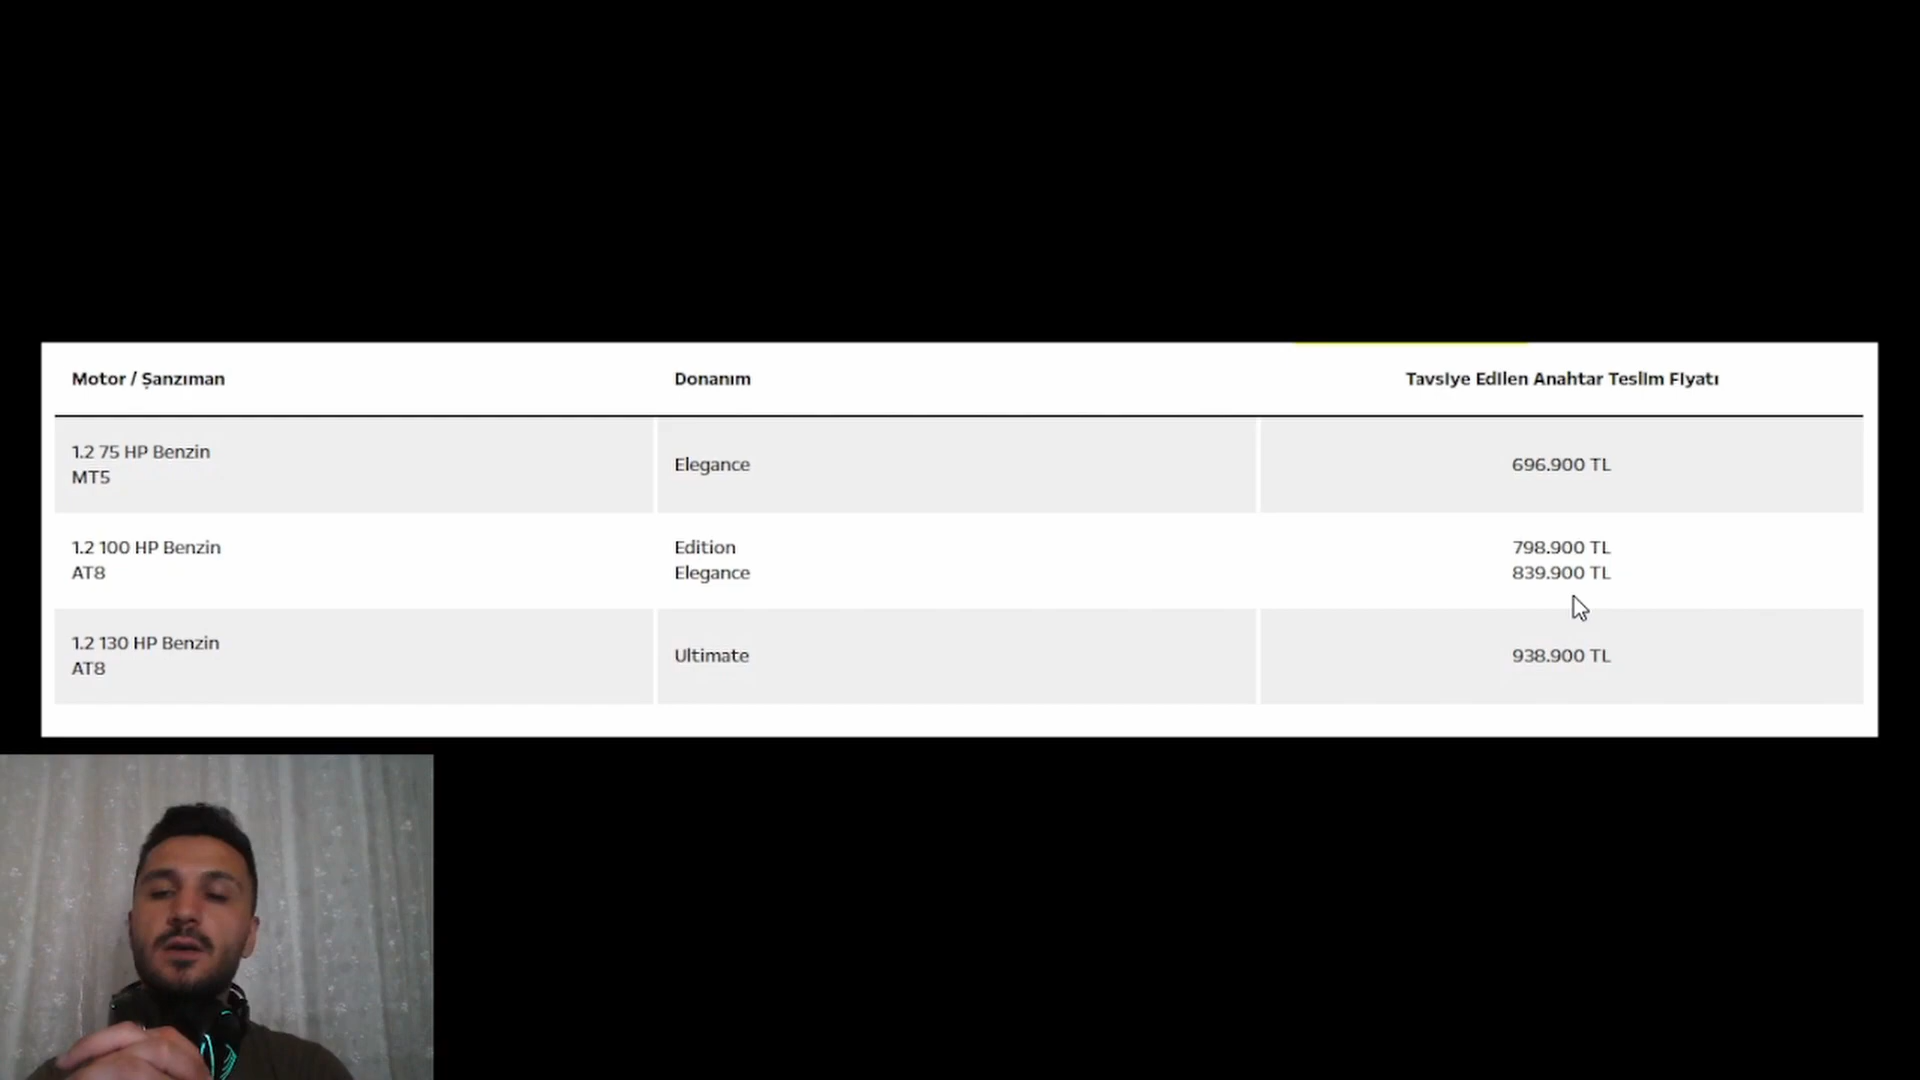 Motor / Şanzıman Donanım Tavsiye Edilen Anahtar Teslim Fiyatı
1.2 75 HP Benzin
MT5
Elegance
696.900 TL
1.2 100 HP Benzin
AT8
Edition
Elegance
798.900 TL
839.900 TL
1.2 130 HP Benzin
AT8
Ultimate
938.900 TL